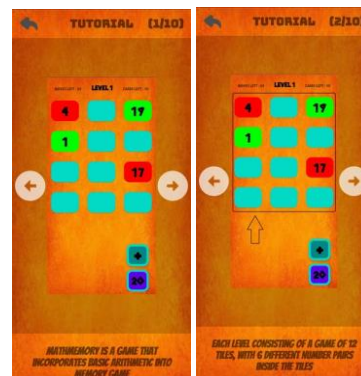 TUTORIAL (1/10)
LEVEL 1
4 19
1
17
+
20
MATHMEMORY IS A GAME THAT
INCORPORATES BASIC ARITHMETIC INTO
MEMORY GAME
TUTORIAL (2/10)
LEVEL 1
4 19
1
17
+
20
EACH LEVEL CONSISTING OF A GAME OF 12
TILES, WITH 6 DIFFERENT NUMBER PAIRS
INSIDE THE TILES